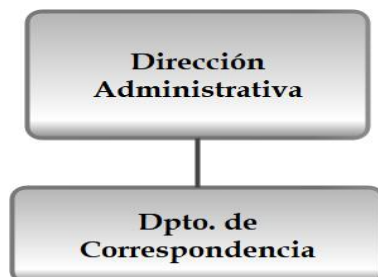 Dirección
Administrativa
Dpto. de
Correspondencia